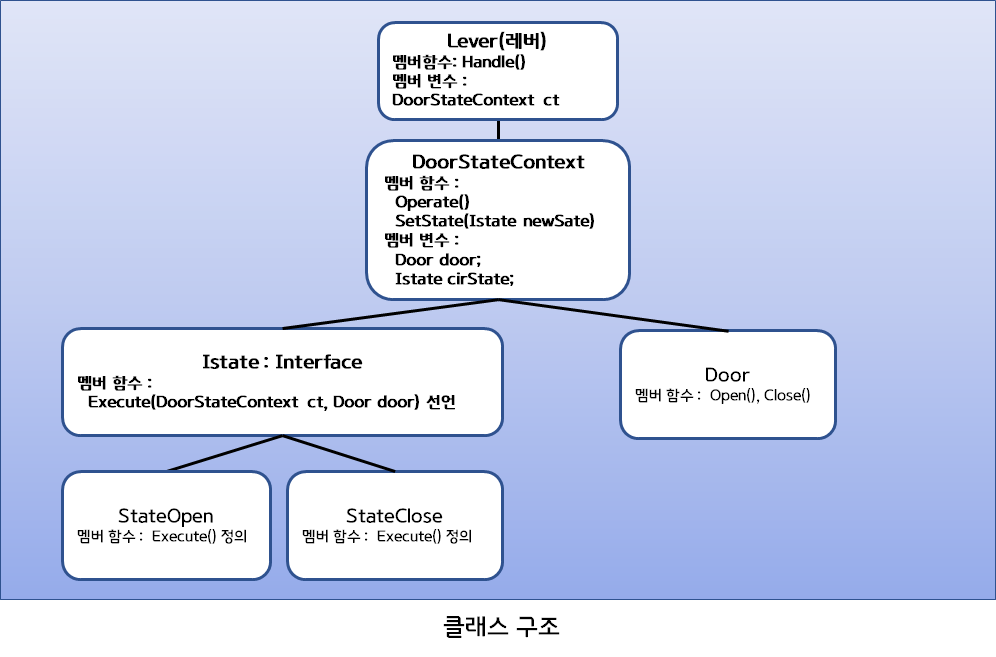 Lever(레버)
멤버함수: Handle()
멤버 변수 :
DoorStateContext ct
DoorStateContext
멤버 함수 :
Operate()
SetState(Istate newSate)
멤버 변수 :
Door door;
Istate cirState;
Istate : Interface
멤버 함수 :
Execute(DoorStateContext ct, Door door) 선언
Door
멤버 함수 : Open(), Close()
StateOpen
멤버 함수 : Execute() 정의
StateClose
멤버 함수 : Execute() 정의
클래스 구조